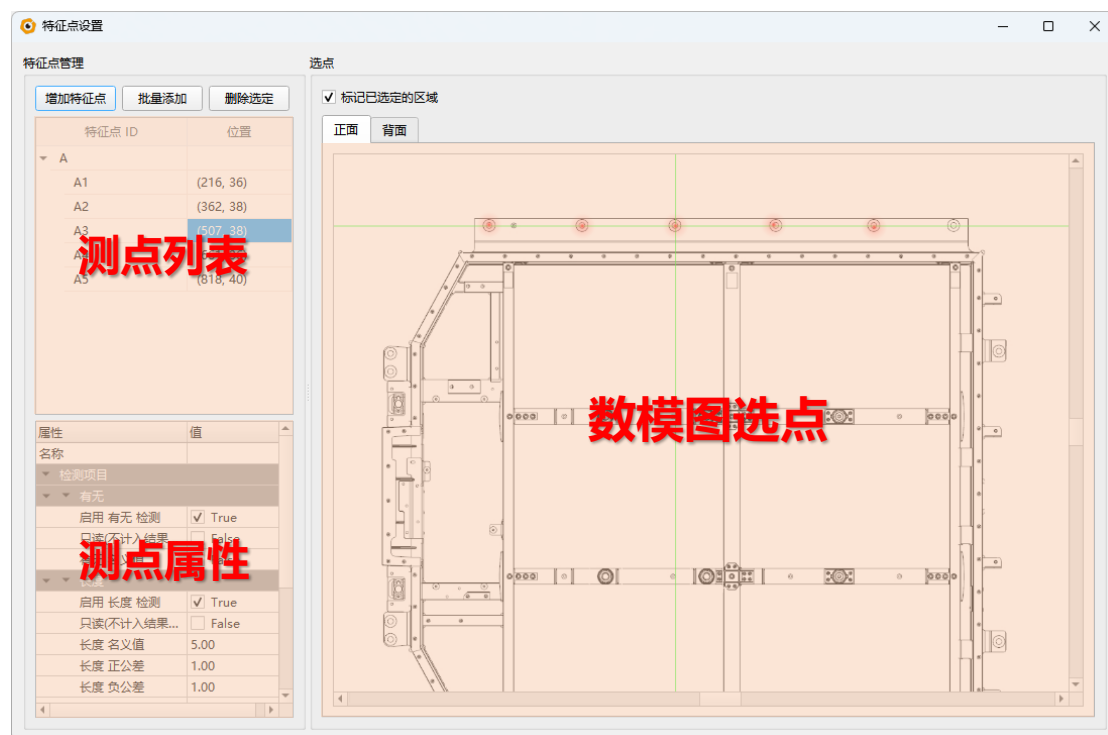 特征点设置
特征点管理
增加特征点 批量添加 删除选定
特征点 ID 位置
A
A1 (216, 36)
A2 (362, 38)
A3 (507, 38)
A5 (818, 40)
测点列表
属性 值
名称
检测项目
有无
启用 有无 检测 True
只读(不计入结果 False
测点属性
长度
启用 长度 检测 True
只读(不计入结果... False
长度 名义值 5.00
长度 正公差 1.00
长度 负公差 1.00
选点
标记已选定的区域
正面 背面
数模图选点